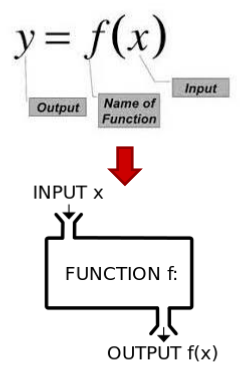 y = f(x)
Output
Name of
Function
Input
INPUT x
FUNCTION f:
OUTPUT f(x)